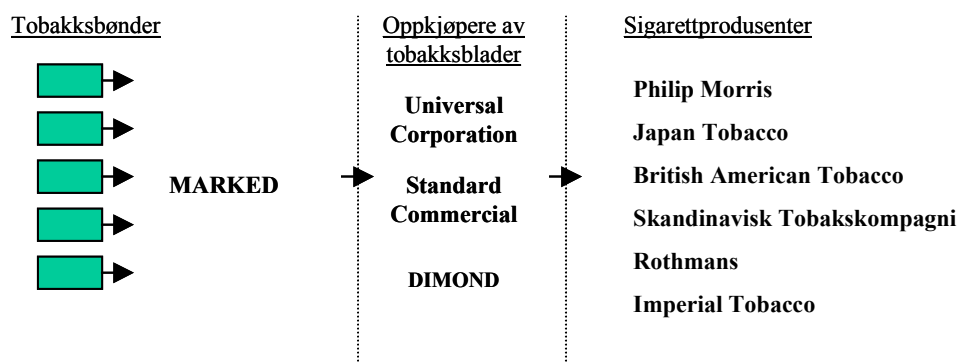 Tobakksbønder
MARKED
Oppkjøpere av
tobakksblader
Universal
Corporation
Standard
Commercial
DIMOND
Sigarettprodusenter
Philip Morris
Japan Tobacco
British American Tobacco
Skandinavisk Tobakskompagni
Rothmans
Imperial Tobacco